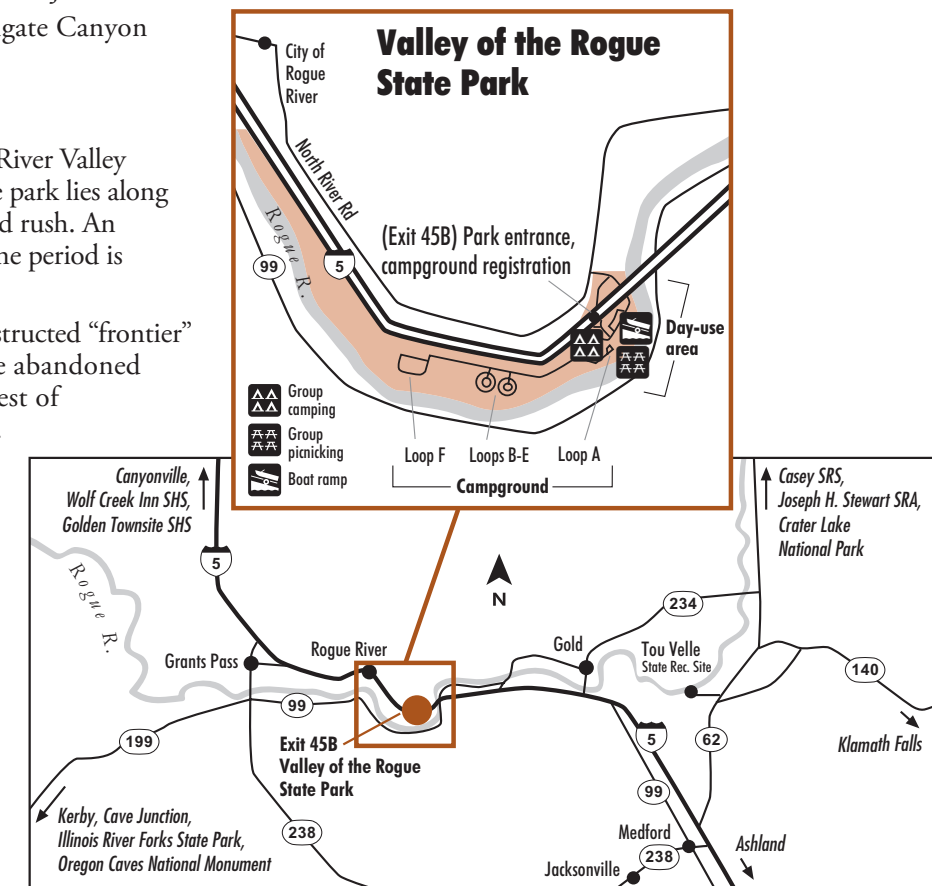 gate Canyon
River Valley
park lies along
rush. An
period is
“frontier”
abandoned
of
Valley of the Rogue
State Park
City of
Rogue
River
North River Rd
Rogue R.
99
5
(Exit 45B) Park entrance,
campground registration
Day-use
area
Group
camping
Group
picnicking
Boat ramp
Loop F
Loops B-E
Loop A
Campground
Canyonville,
Wolf Creek Inn SHS,
Golden Townsite SHS
Casey SRS,
Joseph H. Stewart SRA,
Crater Lake
National Park
5
Rogue R.
N
234
Grants Pass
Rogue River
Gold
Tou Velle
State Rec. Site
140
99
199
Exit 45B
Valley of the Rogue
State Park
5
62
Klamath Falls
99
Kerby, Cave Junction,
Illinois River Forks State Park,
Oregon Caves National Monument
238
Medford
238
Ashland
Jacksonville